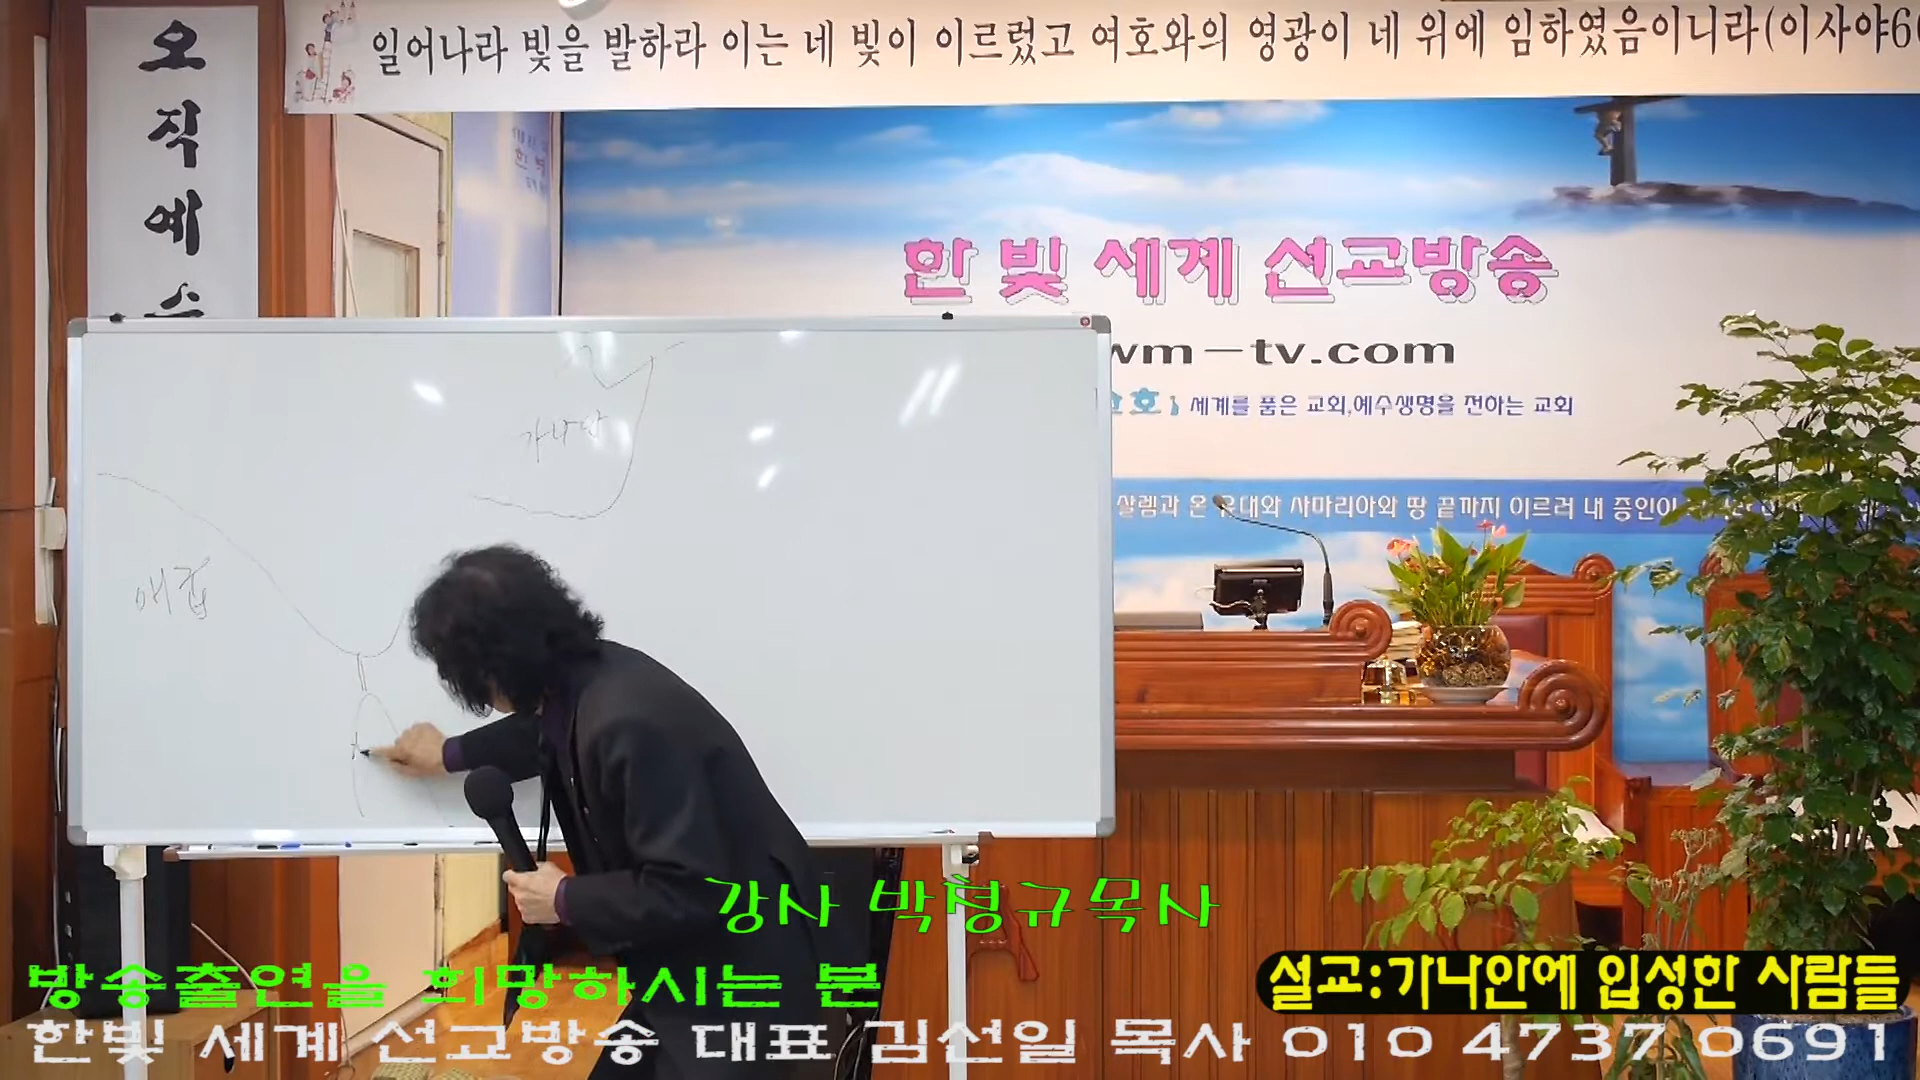 일어나라 빛을 발하라 이는 네 빛이 이르렀고 여호와의 영광이 네 위에 임하였음이니라(이사야6
오직예수
한 빛 세계 선교방송
wm-tv.com
호; 세계를 품은 교회,예수생명을 전하는 교회
살렘과 온 유대와 사마리아와 땅 끝까지 이르러 내 증인이
가나안
애굽
강사 박형규목사
방송출연을 희망하시는 분
설교:가나안에 입성한 사람들
한빛 세계 선교방송 대표 김선일 목사 010 4737 0691